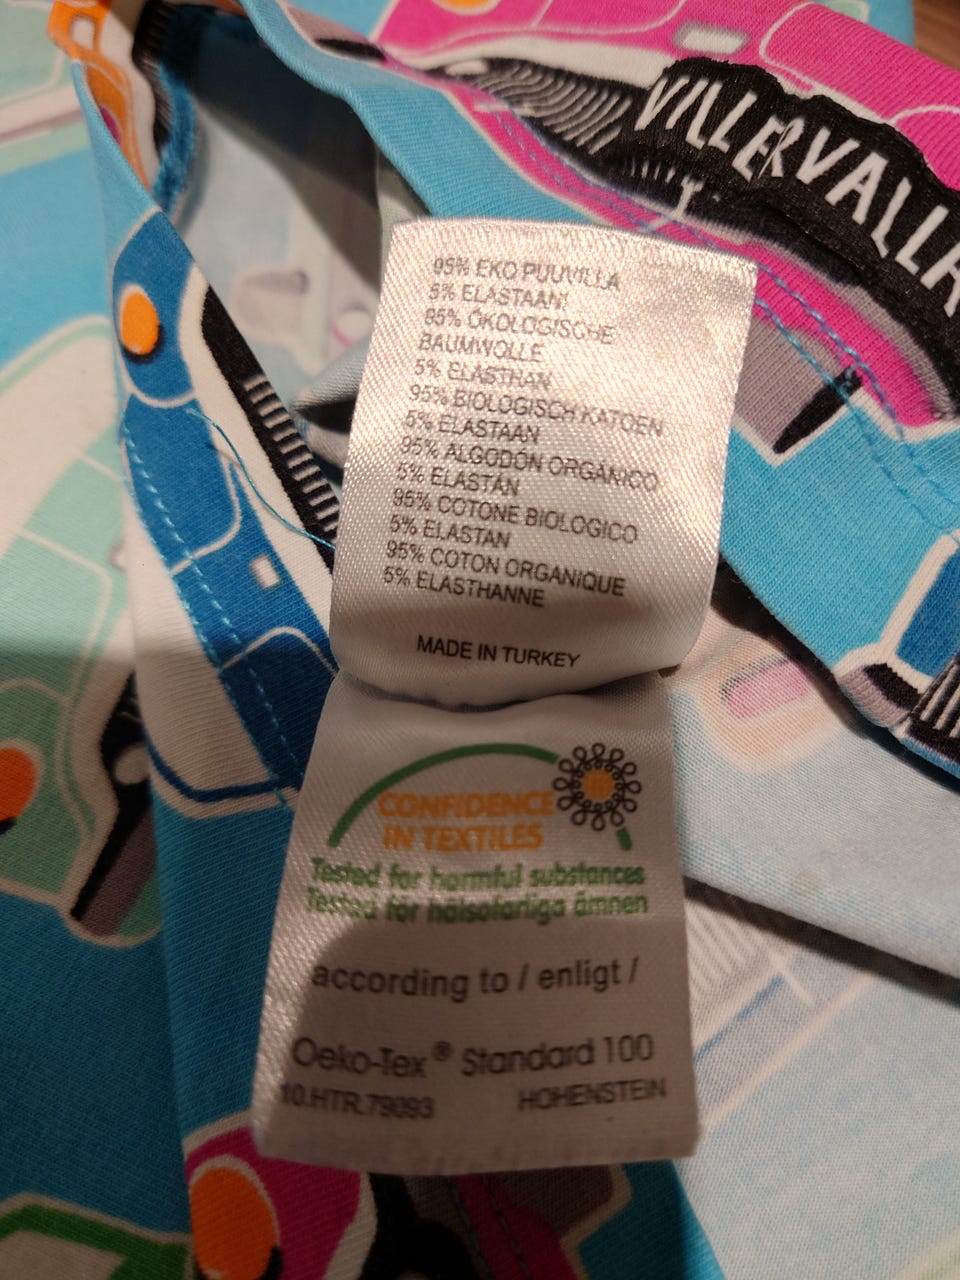 VILLERVALLA
95% EKO PUUVILLA
5% ELASTAANI
95% ÖKOLOGISCHE
BAUMWOLLE
5% ELASTHAN
95% BIOLOGISCH KATOEN
5% ELASTAAN
95% ALGODÓN ORGÁNICO
5% ELASTÁN
95% COTONE BIOLOGICO
5% ELASTAN
95% COTON ORGANIQUE
5% ELASTHANNE
MADE IN TURKEY
CONFIDENCE
IN TEXTILES
Tested for harmful substances
Tested för hälsofarliga ämnen
according to / enligt /
Oeko-Tex® Standard 100
10.HTR.79093 HOHENSTEIN